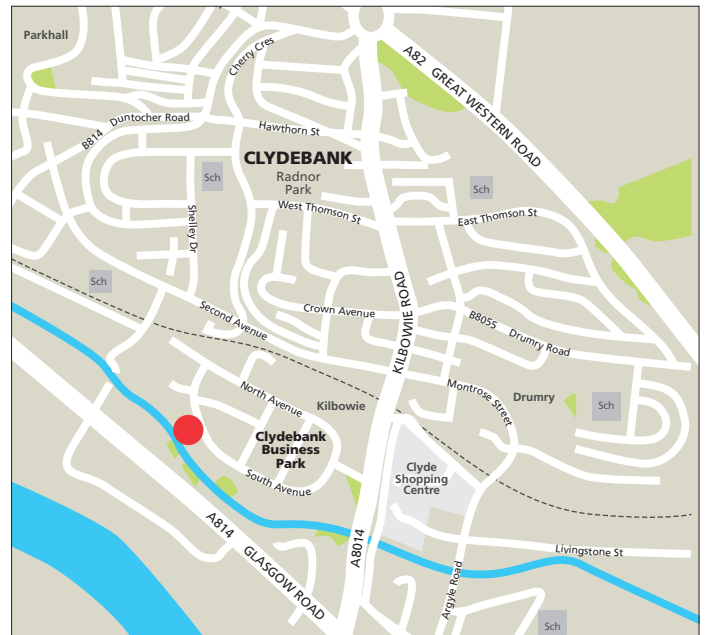 Parkhall
Cherry Cres
A82 GREAT WESTERN ROAD
B814
Duntocher Road
Hawthorn St
CLYDEBANK
Radnor
Park
Sch
Sch
Shelley Dr
West Thomson St
East Thomson St
Sch
Second Avenue
Crown Avenue
KILBOWIE ROAD
B8055
Drumry Road
North Avenue
Kilbowie
Montrose Street
Drumry
Sch
Clydebank
Business
Park
South Avenue
Clyde
Shopping
Centre
A814
GLASGOW ROAD
A8014
Argyle Road
Livingstone St
Sch